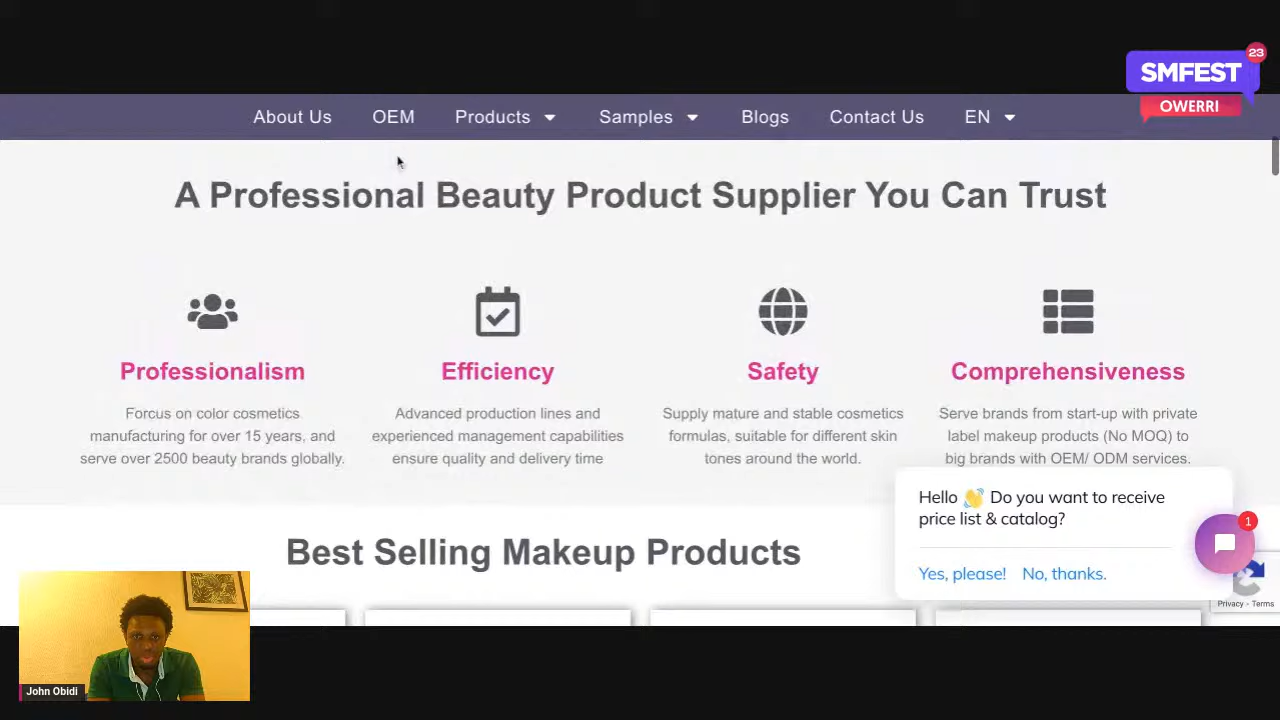 SMFEST
23
OWERRI
About Us OEM Products Samples Blogs Contact Us EN
A Professional Beauty Product Supplier You Can Trust
Professionalism
Forcus on color cosmetics
manufacturing for over 15 years, and
serve over 2500 beauty brands globally.
Efficiency
Advanced production lines and
experienced management capabilities
ensure quality and delivery time
Safety
Supply mature and stable cosmetics
formulas, suitable for different skin
tones around the world.
Comprehensiveness
Serve brands from start-up with private
label makeup products (No MOQ) to
big brands with OEM/ ODM services.
Best Selling Makeup Products
Hello 👋 Do you want to receive
price list & catalog?
Yes, please! No, thanks.
1
Privacy - Terms
John Obidi